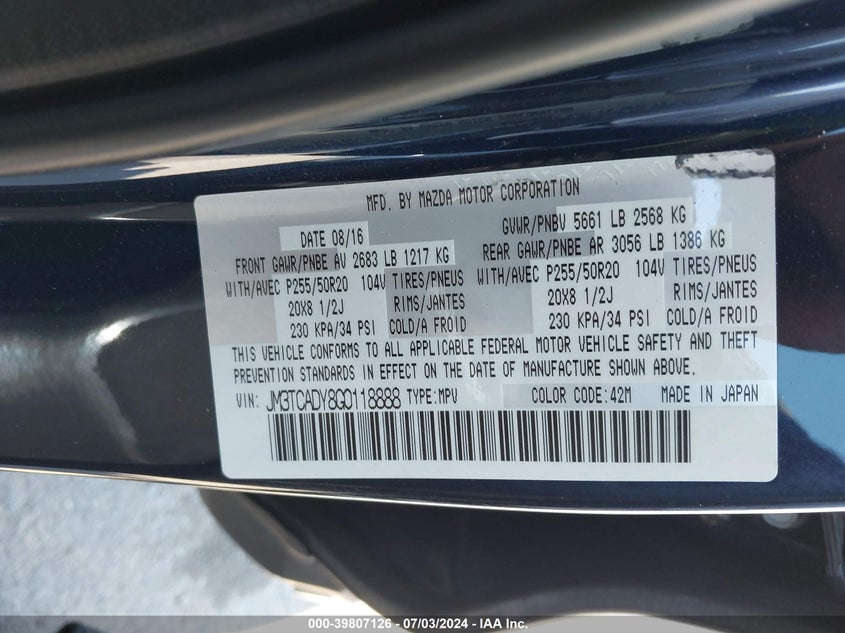 MFD. BY MAZDA MOTOR CORPORATION
DATE 08/16
GVWR/PNBV 5661 LB 2568 KG
FRONT GAWR/PNBE AV 2683 LB 1217 KG
REAR GAWR/PNBE AR 3056 LB 1386 KG
WITH/AVEC P255/50R20 104V TIRES/PNEUS
WITH/AVEC P255/50R20 104V TIRES/PNEUS
20X8 1/2J RIMS/JANTES
20X8 1/2J RIMS/JANTES
230 KPA/34 PSI COLD/A FROID
230 KPA/34 PSI COLD/A FROID
THIS VEHICLE CONFORMS TO ALL APPLICABLE FEDERAL MOTOR VEHICLE SAFETY AND THEFT
PREVENTION STANDARDS IN EFFECT ON THE DATE OF MANUFACTURE SHOWN ABOVE.
VIN: JM3TCADY8G0118888 TYPE:MPV COLOR CODE:42M MADE IN JAPAN
000-39807126 - 07/03/2024 - IAA Inc.